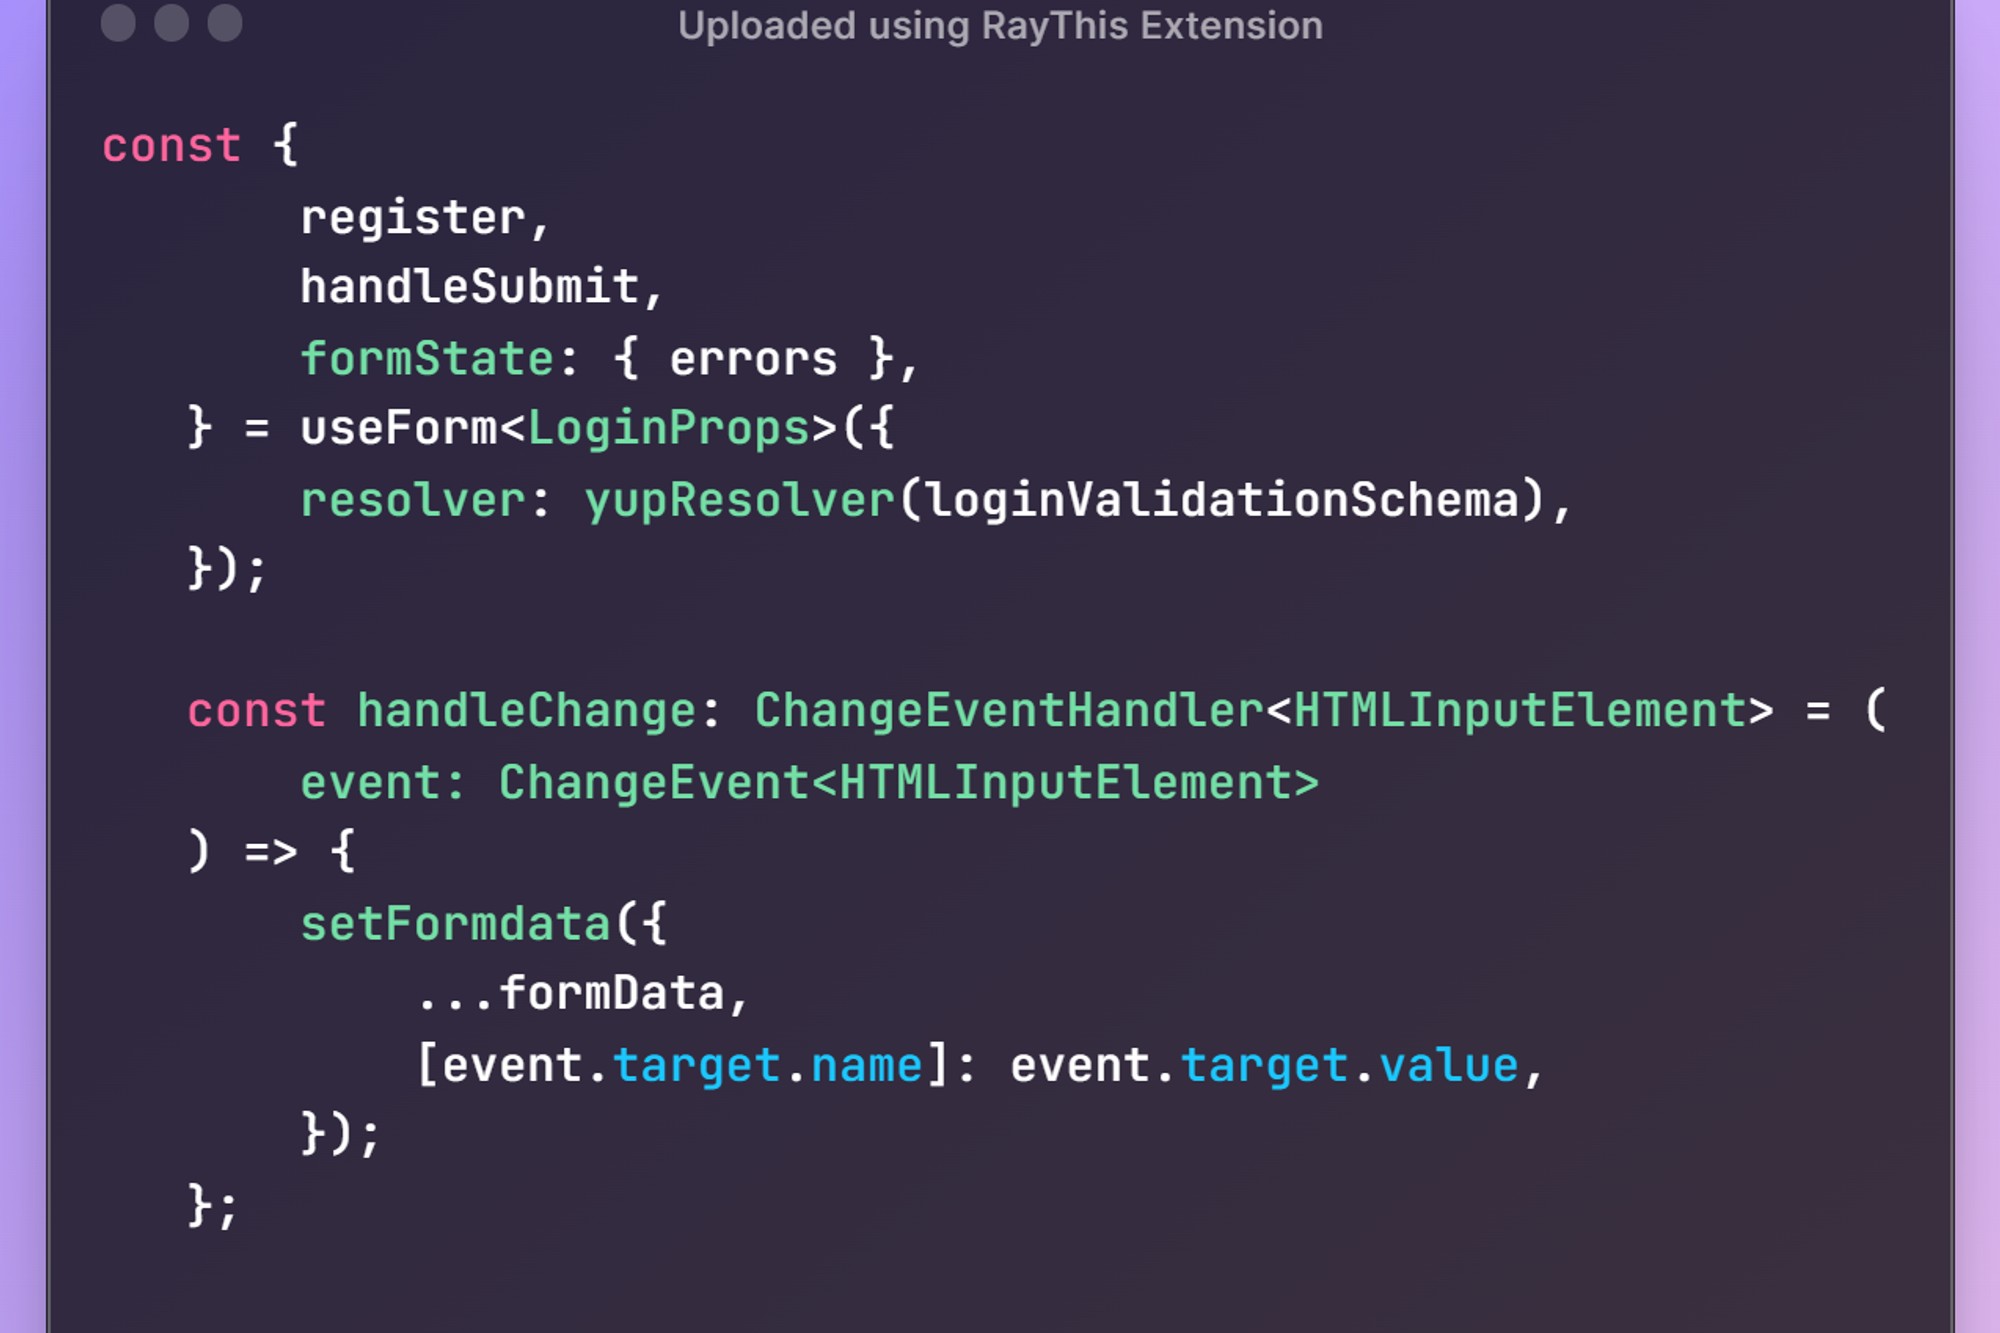 Uploaded using RayThis Extension
const {
register,
handleSubmit,
formState: { errors },
} = useForm<LoginProps>({
resolver: yupResolver(loginValidationSchema),
});
const handleChange: ChangeEventHandler<HTMLInputElement> = (
event: ChangeEvent<HTMLInputElement>
) => {
setFormdata({
...formData,
[event.target.name]: event.target.value,
});
};